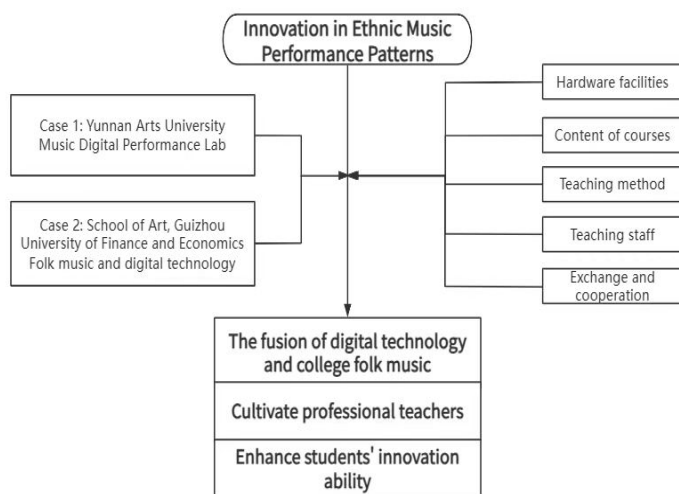 Innovation in Ethnic Music
Performance Patterns
Case 1: Yunnan Arts University
Music Digital Performance Lab
Case 2: School of Art, Guizhou
University of Finance and Economics
Folk music and digital technology
Hardware facilities
Content of courses
Teaching method
Teaching staff
Exchange and
cooperation
The fusion of digital technology
and college folk music
Cultivate professional teachers
Enhance students' innovation
ability